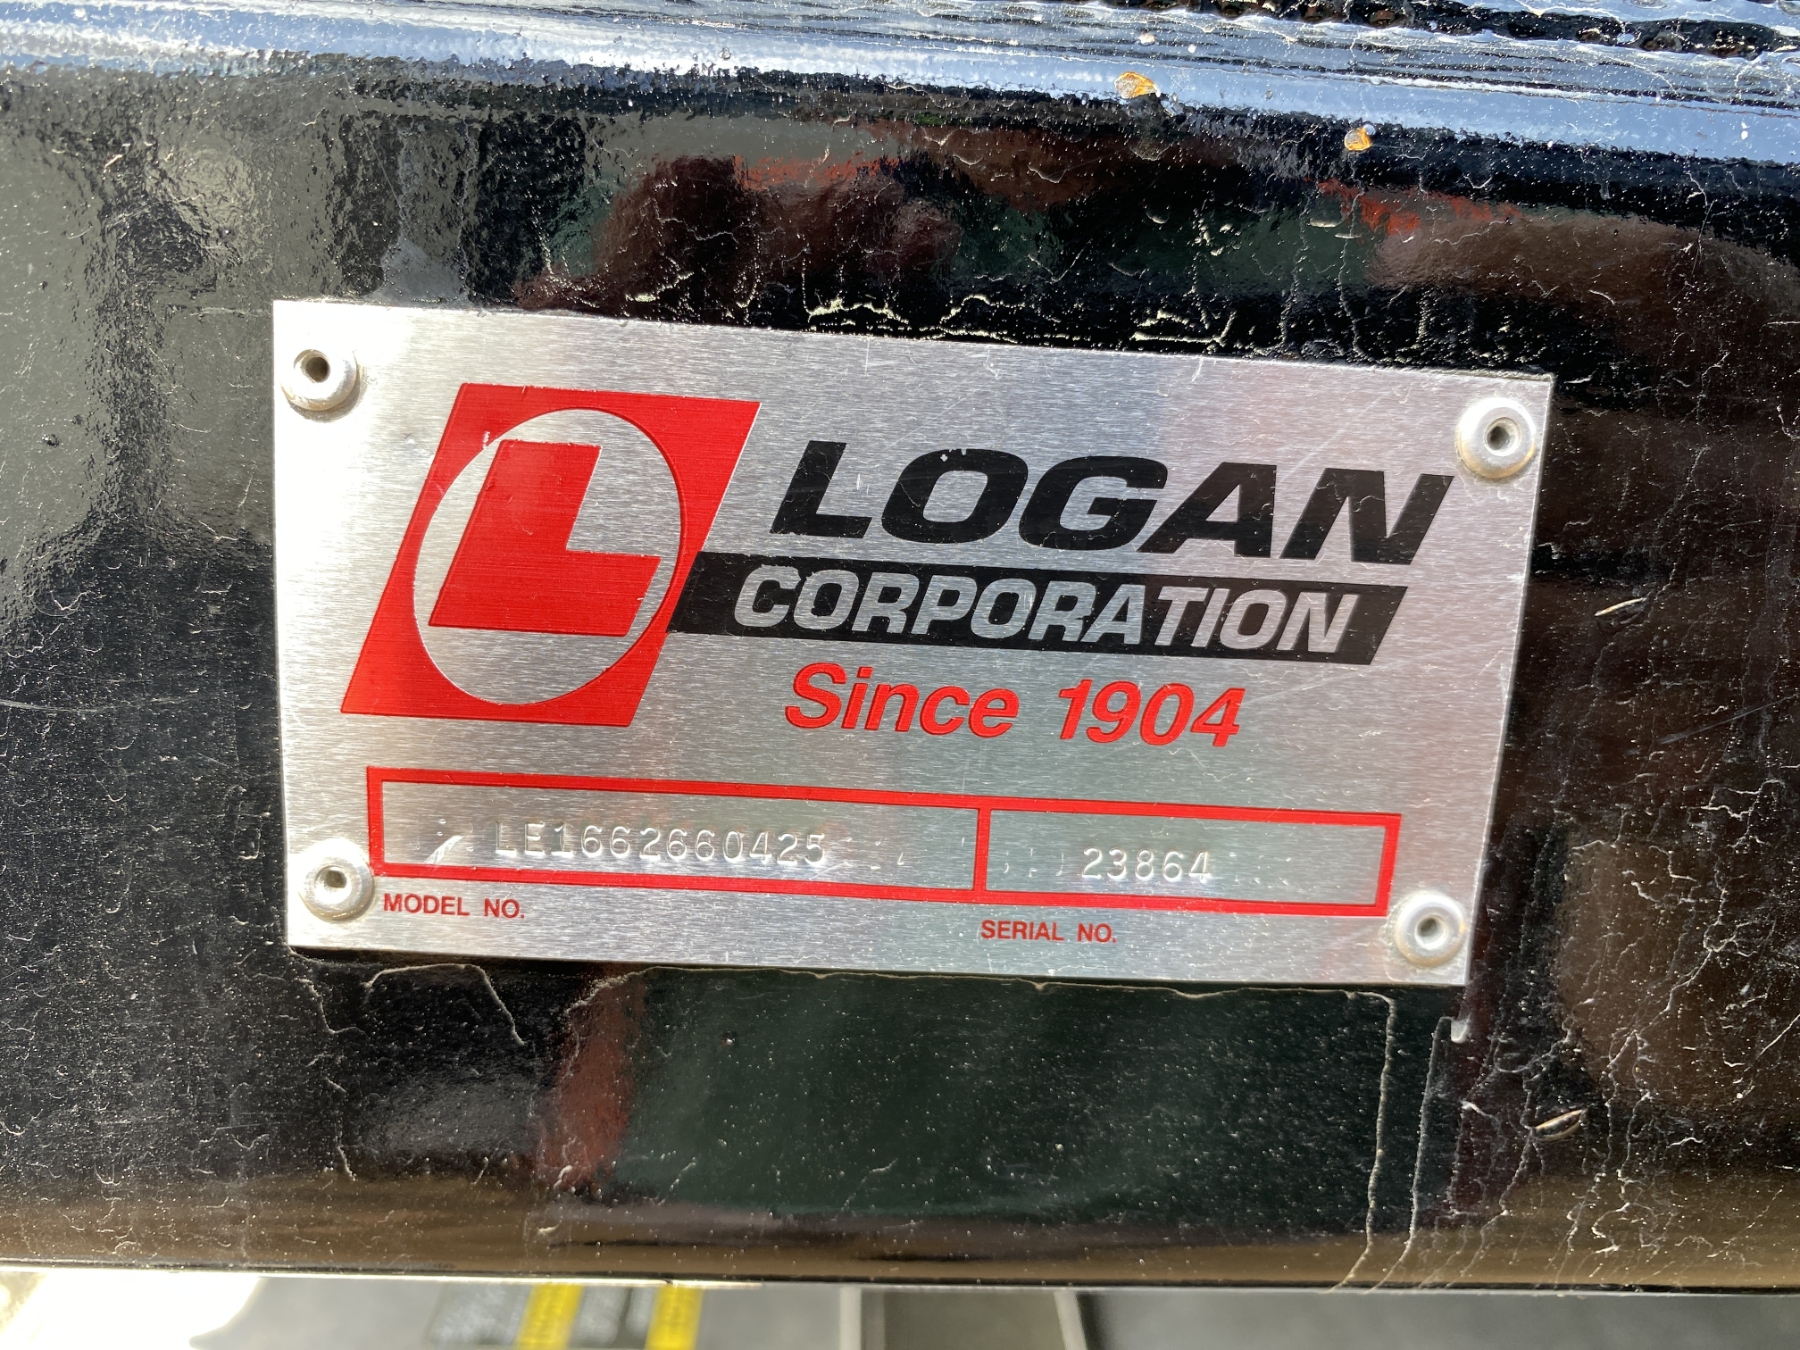 L LOGAN
CORPORATION
Since 1904
LE1662660425 23864
MODEL NO. SERIAL NO.